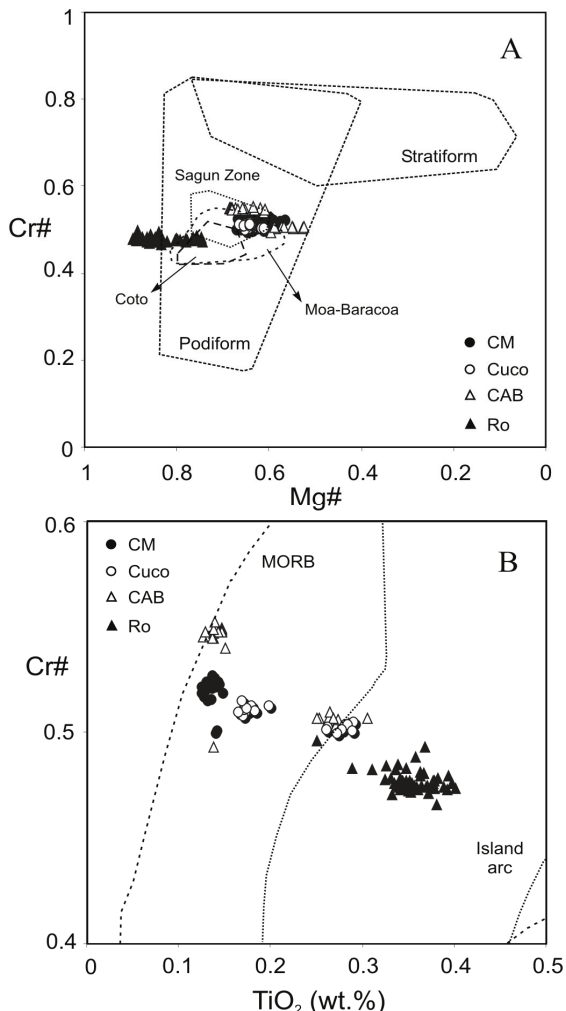 A
1
0.8
0.6
0.4
0.2
0
Cr#
Stratiform
Sagun Zone
Coto
Moa-Baracoa
Podiform
CM
Cuco
CAB
Ro
1 0.8 0.6 0.4 0.2 0
Mg#
B
0.6
0.5
0.4
Cr#
CM
Cuco
CAB
Ro
MORB
Island
arc
0 0.1 0.2 0.3 0.4 0.5
TiO₂ (wt.%)